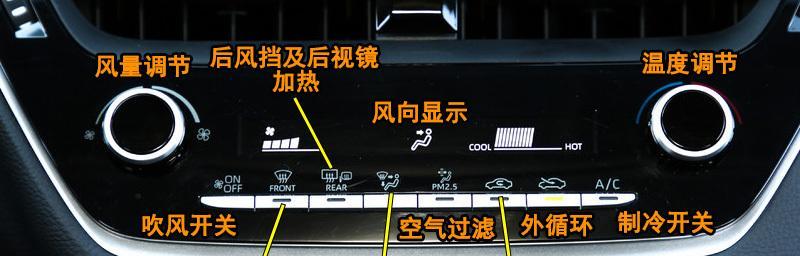 风量调节
后风挡及后视镜
加热
温度调节
风向显示
COOL
HOT
ON
OFF
FRONT
REAR
PM2.5
A/C
吹风开关
空气过滤
外循环
制冷开关